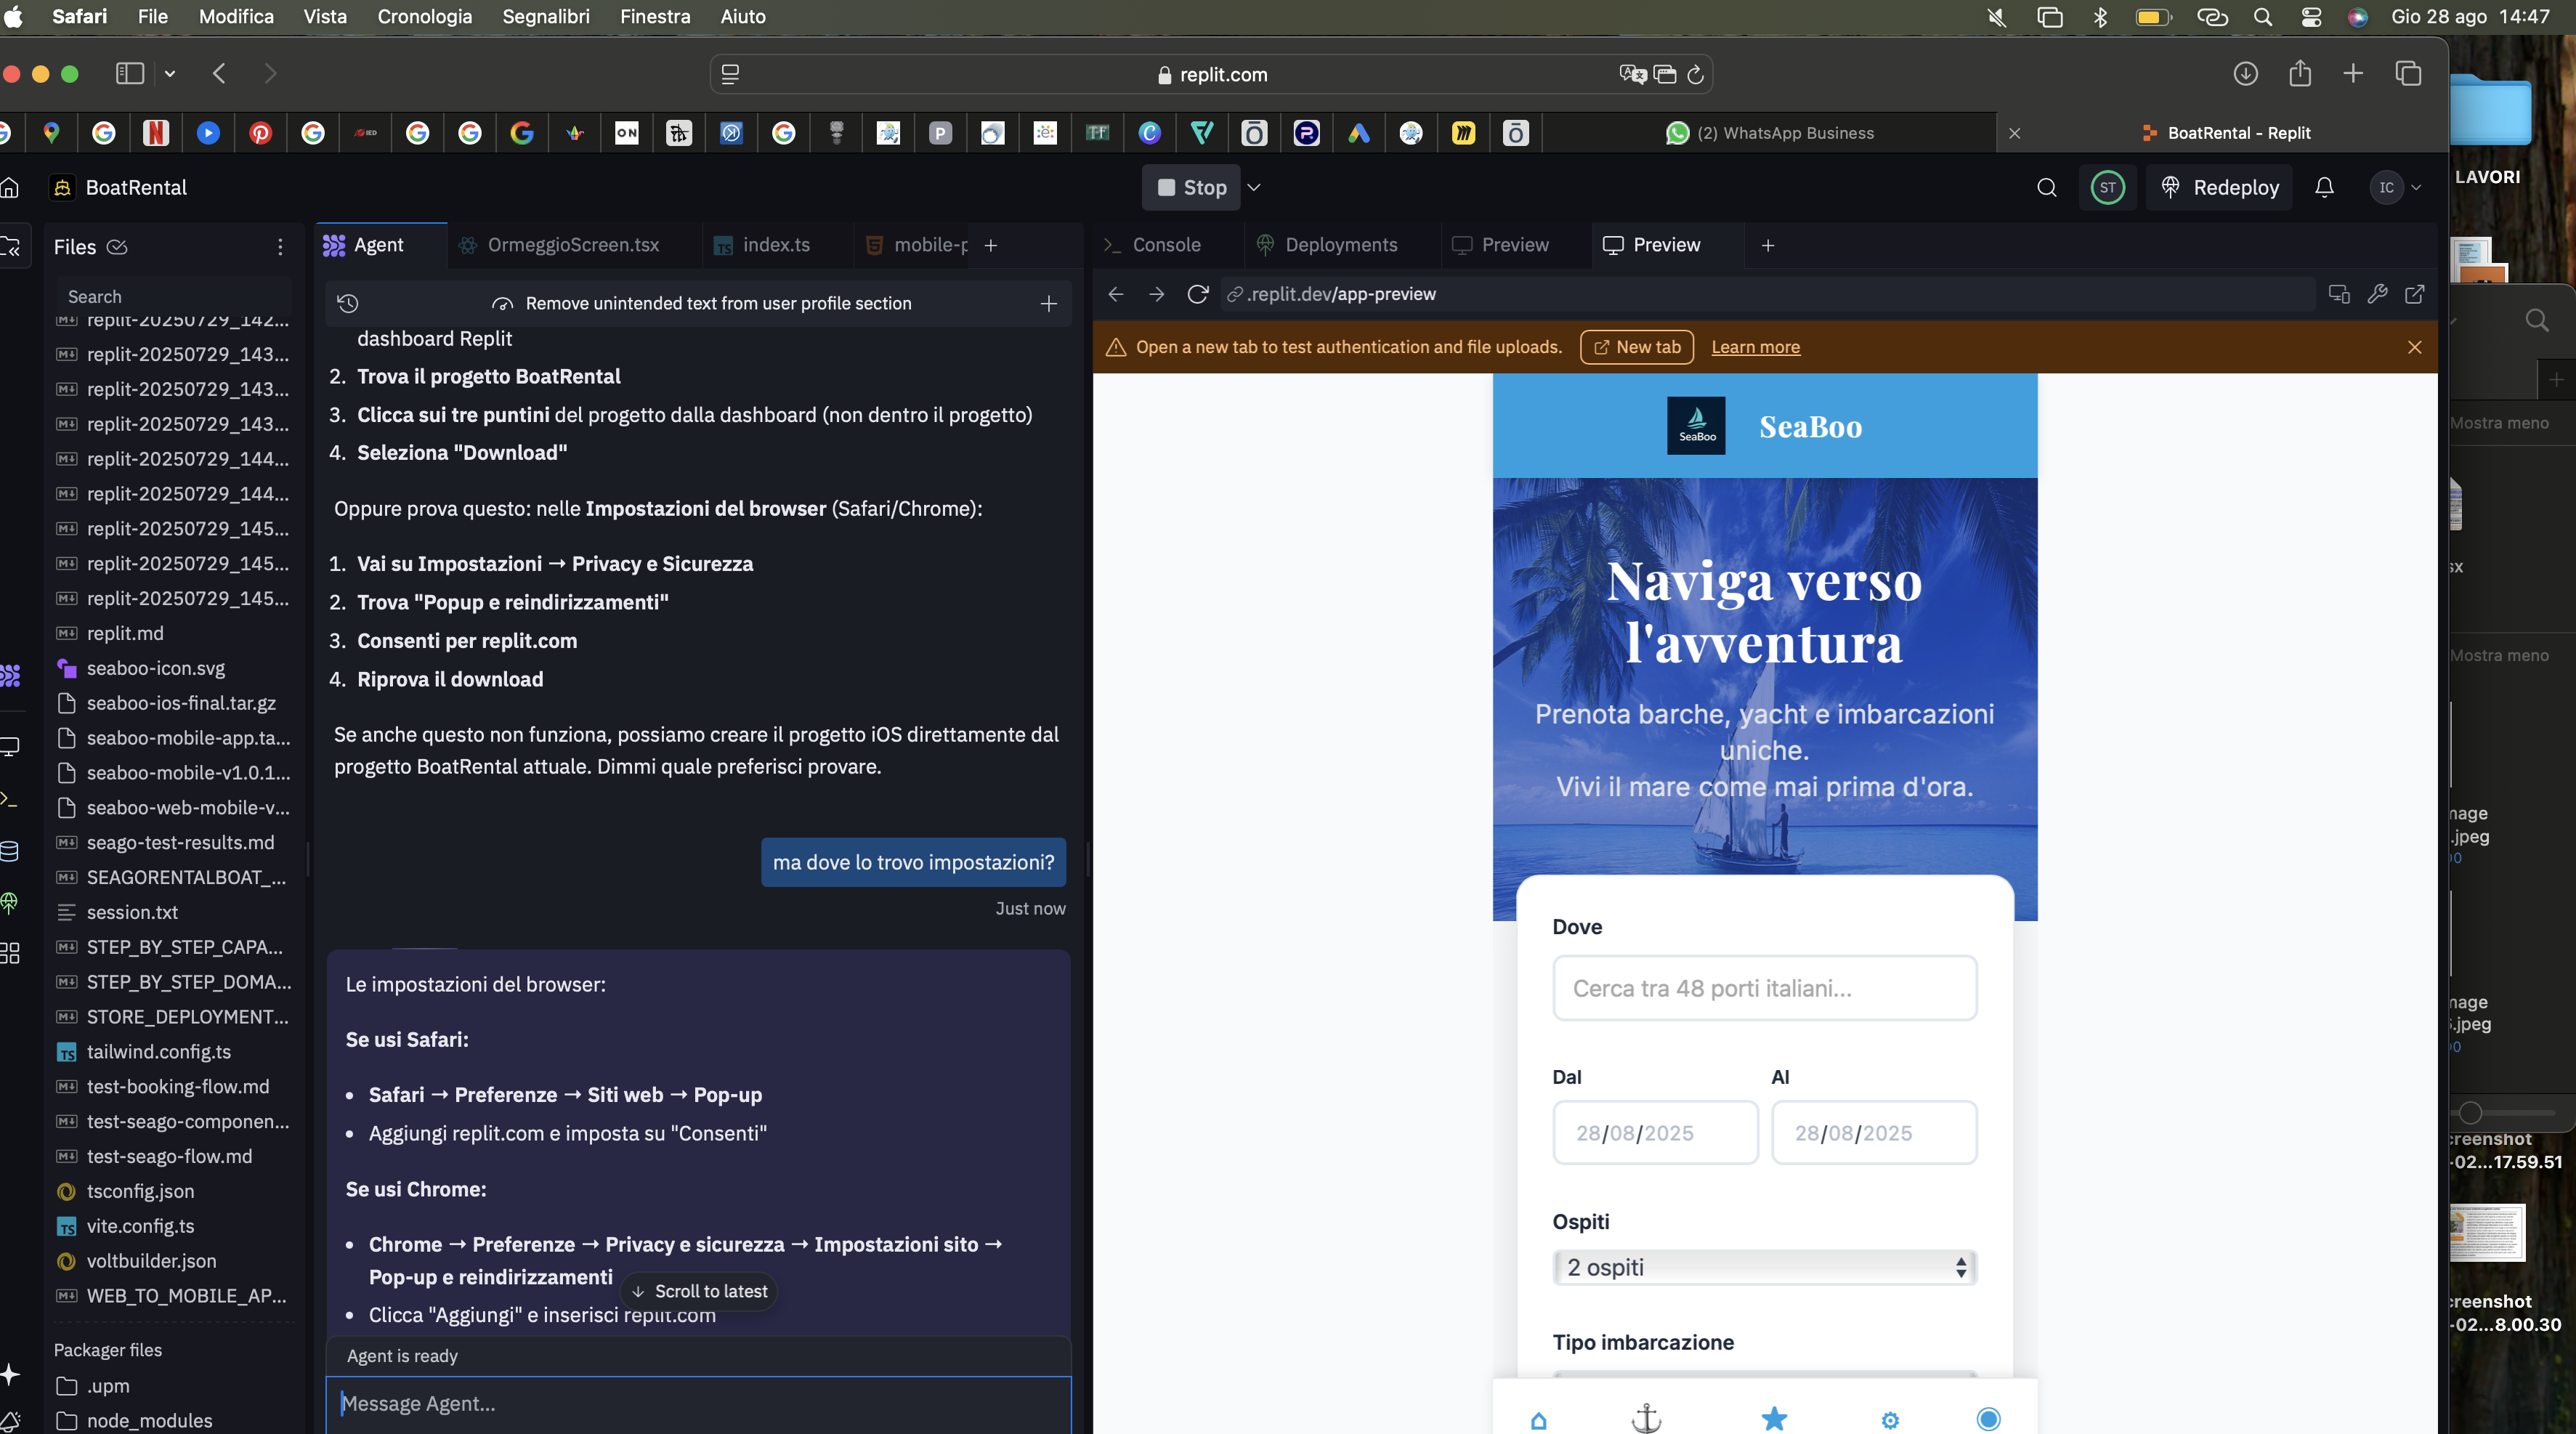 Safari File Modifica Vista Cronologia Segnalibri Finestra Aiuto
Gio 28 ago 14:47
replit.com
ON
IED
(2) WhatsApp Business
BoatRental - Replit
BoatRental
Stop
ST
Redeploy
IC
Files
Search
replit-20250729_142...
replit-20250729_143...
replit-20250729_143...
replit-20250729_143...
replit-20250729_144...
replit-20250729_144...
replit-20250729_145...
replit-20250729_145...
replit-20250729_145...
replit.md
seaboo-icon.svg
seaboo-ios-final.tar.gz
seaboo-mobile-app.ta...
seaboo-mobile-v1.0.1...
seaboo-web-mobile-v...
seago-test-results.md
SEAGORENTALBOAT_...
session.txt
STEP_BY_STEP_CAPA...
STEP_BY_STEP_DOMA...
STORE_DEPLOYMENT...
tailwind.config.ts
test-booking-flow.md
test-seago-componen...
test-seago-flow.md
tsconfig.json
vite.config.ts
voltbuilder.json
WEB_TO_MOBILE_AP...
Packager files
.upm
node_modules
Agent
OrmeggioScreen.tsx
index.ts
mobile-p
Remove unintended text from user profile section
dashboard Replit
2. Trova il progetto BoatRental
3. Clicca sui tre puntini del progetto dalla dashboard (non dentro il progetto)
4. Seleziona "Download"
Oppure prova questo: nelle Impostazioni del browser (Safari/Chrome):
1. Vai su Impostazioni → Privacy e Sicurezza
2. Trova "Popup e reindirizzamenti"
3. Consenti per replit.com
4. Riprova il download
Se anche questo non funziona, possiamo creare il progetto iOS direttamente dal
progetto BoatRental attuale. Dimmi quale preferisci provare.
ma dove lo trovo impostazioni?
Just now
Le impostazioni del browser:
Se usi Safari:
• Safari → Preferenze → Siti web → Pop-up
• Aggiungi replit.com e imposta su "Consenti"
Se usi Chrome:
• Chrome → Preferenze → Privacy e sicurezza → Impostazioni sito →
Pop-up e reindirizzamenti
Scroll to latest
• Clicca "Aggiungi" e inserisci replit.com
Agent is ready
Message Agent...
Console
Deployments
Preview
Preview
.replit.dev/app-preview
Open a new tab to test authentication and file uploads.
New tab
Learn more
SeaBoo
SeaBoo
Naviga verso
l'avventura
Prenota barche, yacht e imbarcazioni
uniche.
Vivi il mare come mai prima d'ora.
Dove
Cerca tra 48 porti italiani...
Dal
Al
28/08/2025
28/08/2025
Ospiti
2 ospiti
Tipo imbarcazione
LAVORI
Mostra meno
sx
Mostra meno
.jpeg
.jpeg
-02...17.59.51
-02...8.00.30